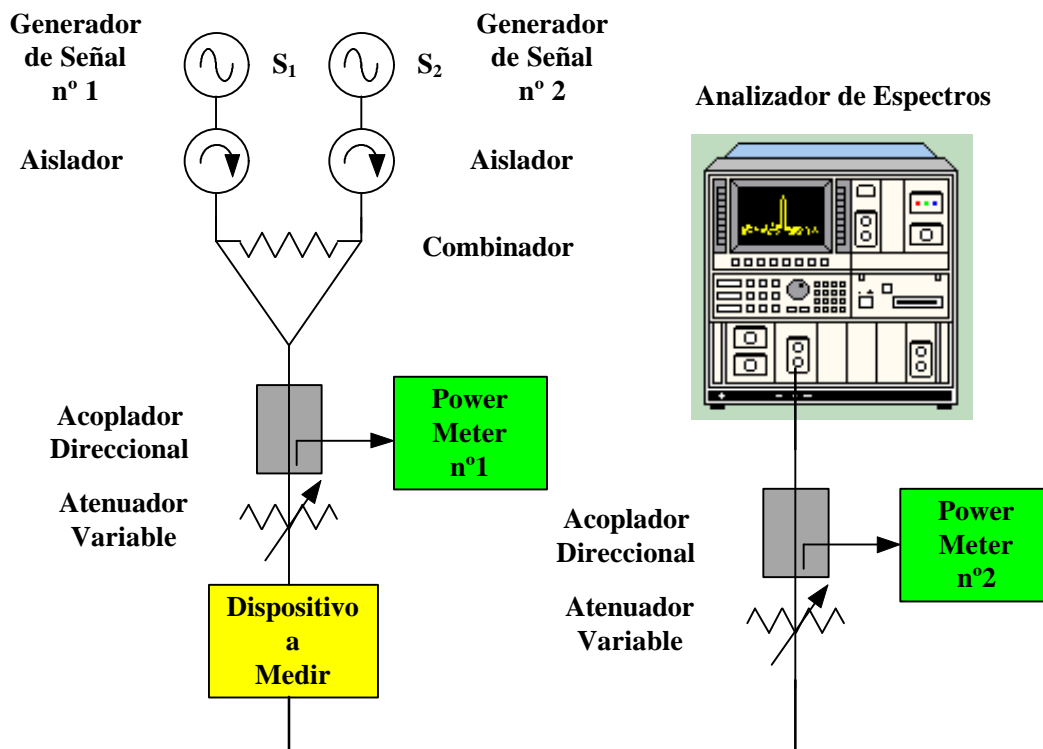 Generador
de Señal
nº 1
S1
S2
Generador
de Señal
nº 2
Aislador
Aislador
Combinador
Acoplador
Direccional
Power
Meter
nº1
Atenuador
Variable
Dispositivo
a
Medir
Analizador de Espectros
Acoplador
Direccional
Power
Meter
nº2
Atenuador
Variable